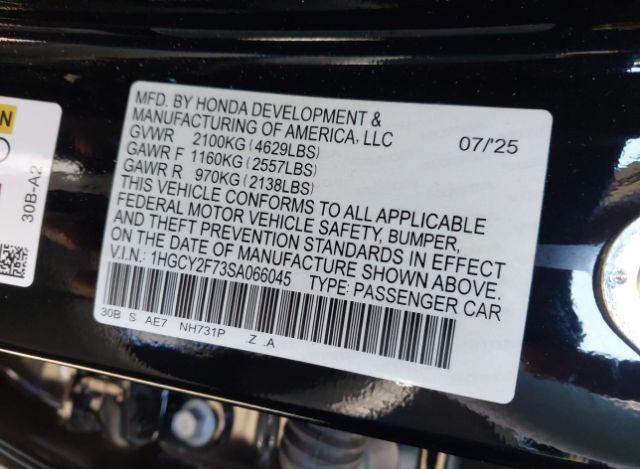 MFD. BY HONDA DEVELOPMENT &
MANUFACTURING OF AMERICA, LLC 07/'25
GVWR 2100KG (4629LBS)
GAWR F 1160KG (2557LBS)
GAWR R 970KG (2138LBS)
THIS VEHICLE CONFORMS TO ALL APPLICABLE
FEDERAL MOTOR VEHICLE SAFETY, BUMPER,
AND THEFT PREVENTION STANDARDS IN EFFECT
ON THE DATE OF MANUFACTURE SHOWN ABOVE.
V.I.N.: 1HGCY2F73SA066045 TYPE: PASSENGER CAR
30B S AE7 NH731P Z .A
30B-A2